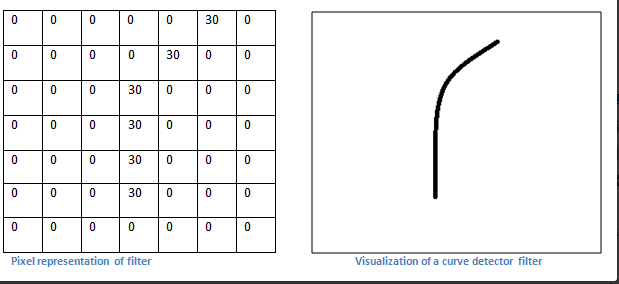 0 0 0 0 0 30 0
0 0 0 0 30 0 0
0 0 0 30 0 0 0
0 0 0 30 0 0 0
0 0 0 30 0 0 0
0 0 0 30 0 0 0
0 0 0 0 0 0 0
Pixel representation of filter
Visualization of a curve detector filter